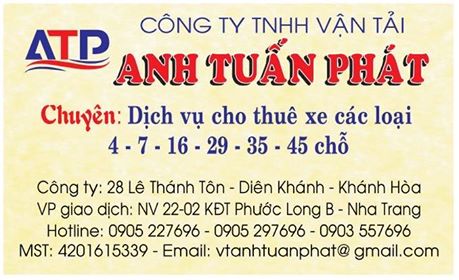 ATP
CÔNG TY TNHH VẬN TẢI
ANH TUẤN PHÁT
Chuyên: Dịch vụ cho thuê xe các loại
4 - 7 - 16 - 29 - 35 - 45 chỗ
Công ty: 28 Lê Thánh Tôn - Diên Khánh - Khánh Hòa
VP giao dịch: NV 22-02 KĐT Phước Long B - Nha Trang
Hotline: 0905 227696 - 0905 297696 - 0903 557696
MST: 4201615339 - Email: vtanhtuanphat@gmail.com